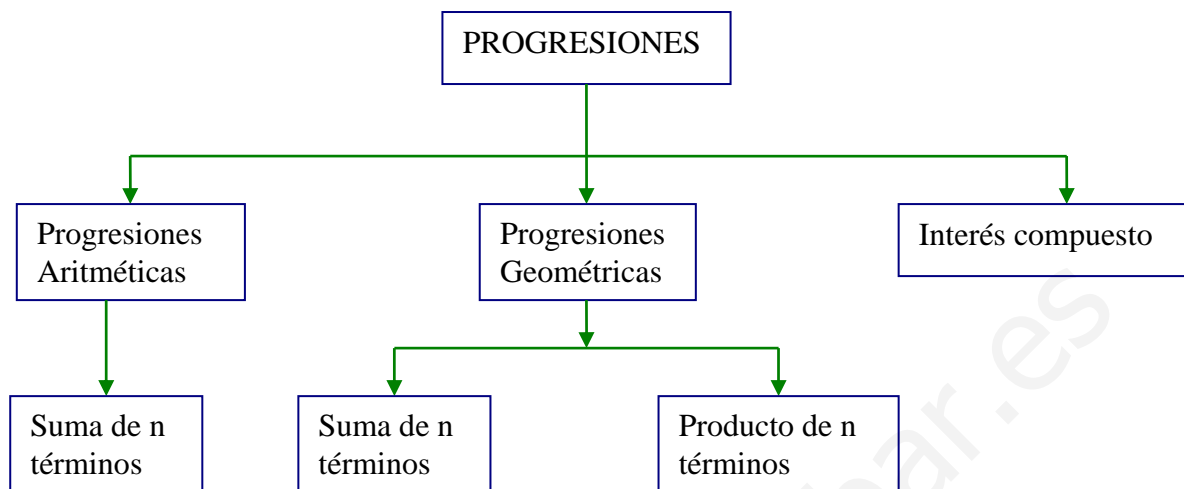 PROGRESIONES
Progresiones
Aritméticas
Progresiones
Geométricas
Interés compuesto
Suma de n
términos
Suma de n
términos
Producto de n
términos